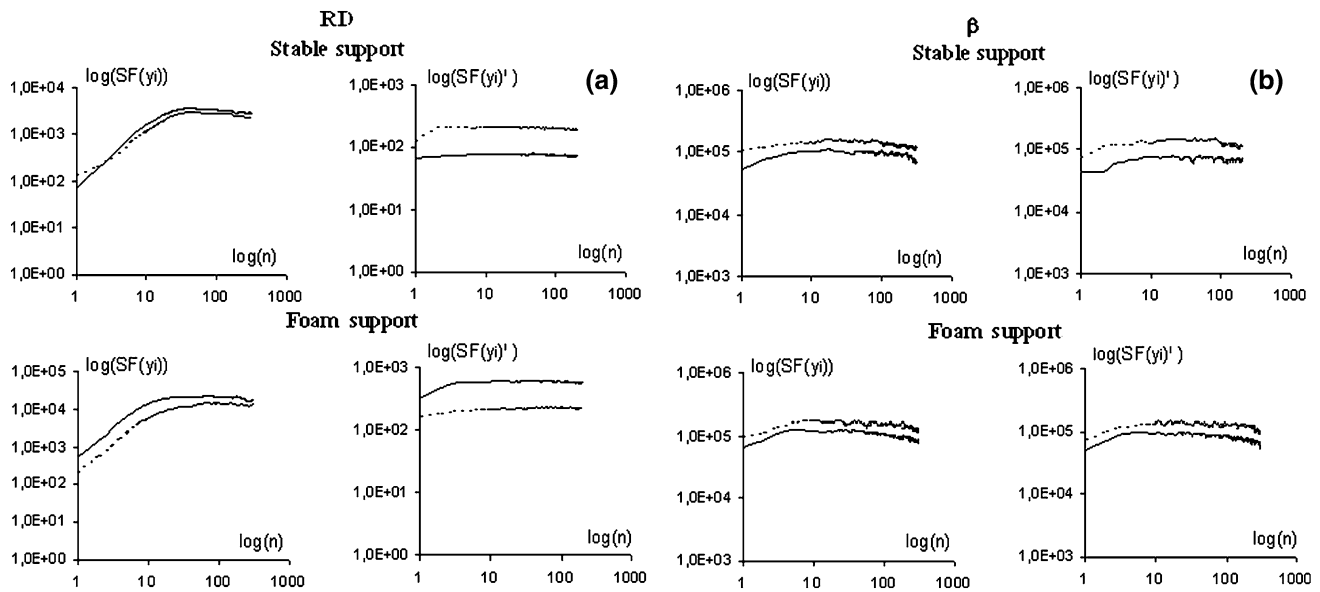 RD
Stable support
(a)
log(SF(yi))
1,0E+04
1,0E+03
1,0E+02
1,0E+01
1,0E+00
log(n)
1 10 100 1000
log(SF(yi)')
1,0E+03
1,0E+02
1,0E+01
1,0E+00
log(n)
1 10 100 1000
Foam support
log(SF(yi))
1,0E+05
1,0E+04
1,0E+03
1,0E+02
1,0E+01
1,0E+00
log(n)
1 10 100 1000
log(SF(yi)')
1,0E+03
1,0E+02
1,0E+01
1,0E+00
log(n)
1 10 100 1000
β
Stable support
(b)
log(SF(yi))
1,0E+06
1,0E+05
1,0E+04
1,0E+03
log(n)
1 10 100 1000
log(SF(yi)')
1,0E+06
1,0E+05
1,0E+04
1,0E+03
log(n)
1 10 100 1000
Foam support
log(SF(yi))
1,0E+06
1,0E+05
1,0E+04
1,0E+03
log(n)
1 10 100 1000
log(SF(yi)')
1,0E+06
1,0E+05
1,0E+04
1,0E+03
log(n)
1 10 100 1000